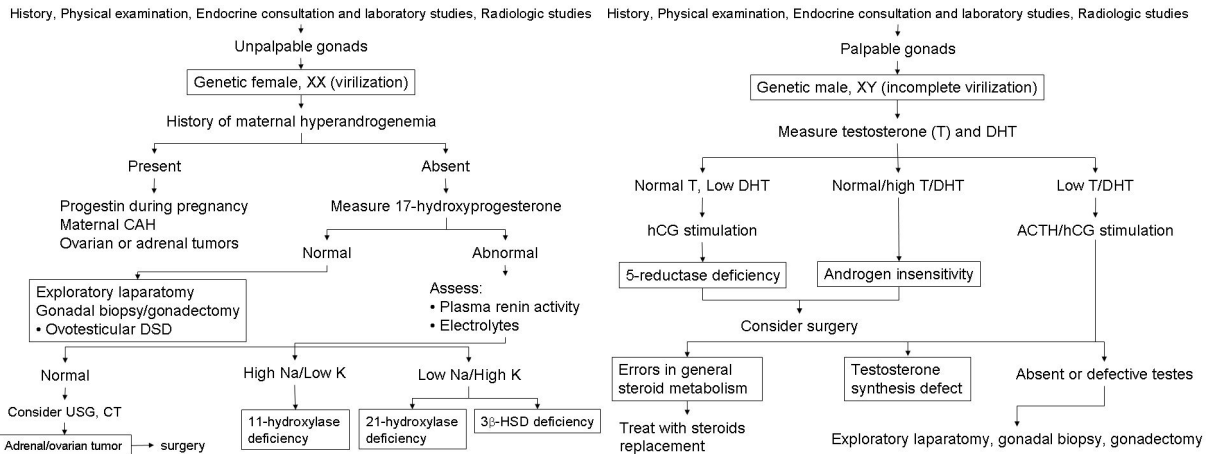 History, Physical examination, Endocrine consultation and laboratory studies, Radiologic studies
Unpalpable gonads
Genetic female, XX (virilization)
History of maternal hyperandrogenemia
Present
Absent
Progestin during pregnancy
Maternal CAH
Ovarian or adrenal tumors
Measure 17-hydroxyprogesterone
Normal
Abnormal
Exploratory laparatomy
Gonadal biopsy/gonadectomy
• Ovotesticular DSD
Assess:
• Plasma renin activity
• Electrolytes
Normal
High Na/Low K
Low Na/High K
Consider USG, CT
Adrenal/ovarian tumor
surgery
11-hydroxylase
deficiency
21-hydroxylase
deficiency
3β-HSD deficiency
History, Physical examination, Endocrine consultation and laboratory studies, Radiologic studies
Palpable gonads
Genetic male, XY (incomplete virilization)
Measure testosterone (T) and DHT
Normal T, Low DHT
Normal/high T/DHT
Low T/DHT
hCG stimulation
ACTH/hCG stimulation
5-reductase deficiency
Androgen insensitivity
Consider surgery
Errors in general
steroid metabolism
Testosterone
synthesis defect
Absent or defective testes
Treat with steroids
replacement
Exploratory laparatomy, gonadal biopsy, gonadectomy